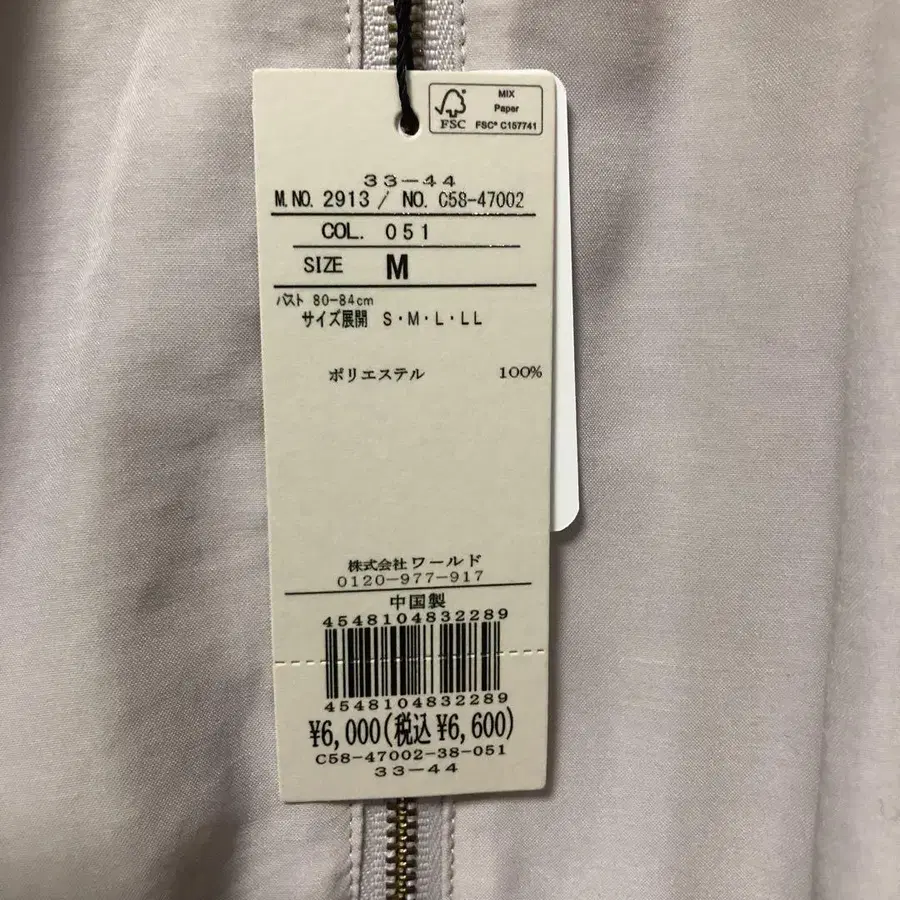 FSC
MIX
Paper
FSC® C157741
33-44
M.NO. 2913 / NO. C58-47002
COL. 051
SIZE M
バスト 80-84cm
サイズ展開 S・M・L・LL
ポリエステル 100%
株式会社ワールド
0120-977-917
中国製
4548104832289
4548104832289
¥6,000(税込¥6,600)
C58-47002-38-051
33-44